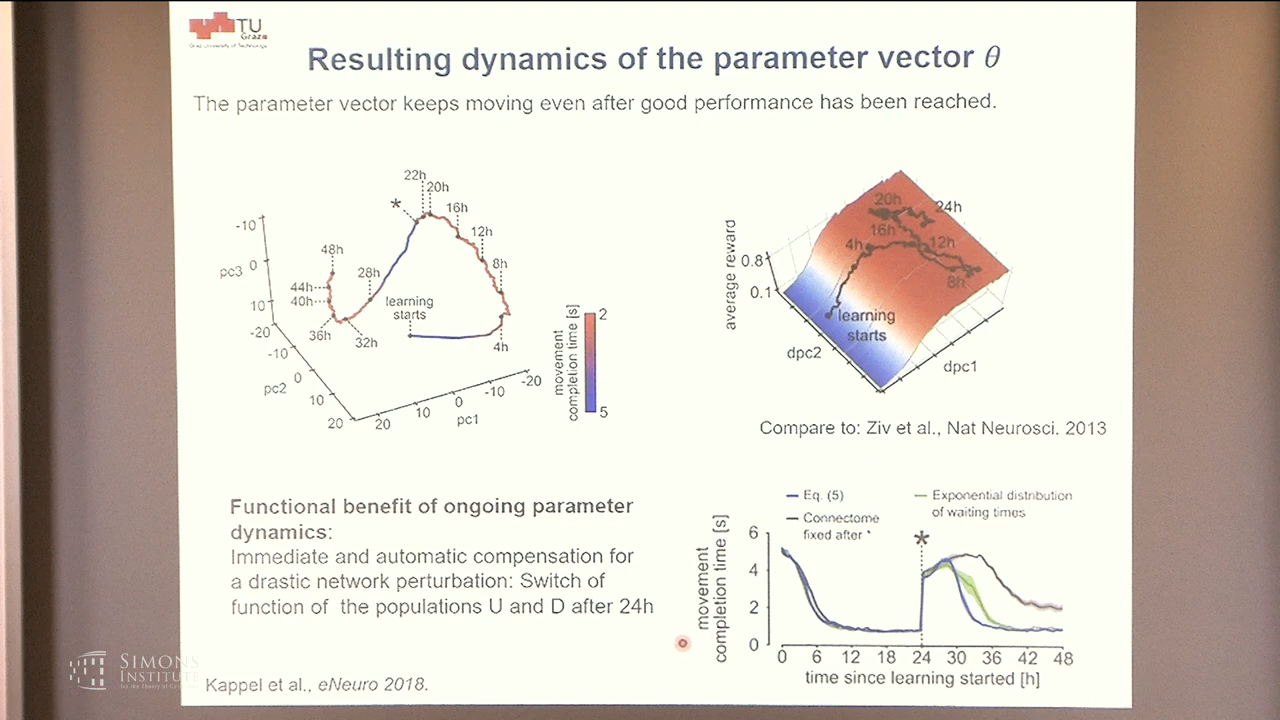 TU
Graz
Graz University of Technology
Resulting dynamics of the parameter vector θ
The parameter vector keeps moving even after good performance has been reached.
22h
20h
*
16h
12h
8h
4h
48h
44h
40h
36h
32h
28h
learning
starts
-10
0
10
pc3
-20
-10
0
10
20
pc2
20
10
0
-10
-20
pc1
movement
completion time [s]
2
5
average reward
0.8
0.1
20h
24h
16h
4h
12h
8h
learning
starts
dpc2
dpc1
Compare to: Ziv et al., Nat Neurosci. 2013
Functional benefit of ongoing parameter
dynamics:
Immediate and automatic compensation for
a drastic network perturbation: Switch of
function of the populations U and D after 24h
Eq. (5)
Connectome
fixed after *
Exponential distribution
of waiting times
*
movement
completion time [s]
6
4
2
0
0 6 12 18 24 30 36 42 48
time since learning started [h]
SIMONS
INSTITUTE
Kappel et al., eNeuro 2018.